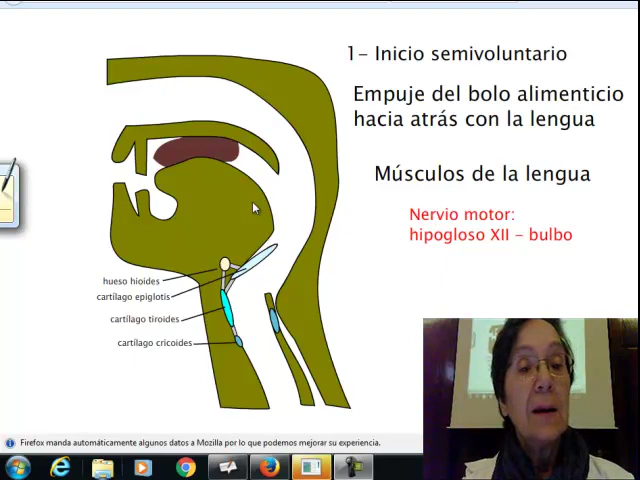 1- Inicio semivoluntario
Empuje del bolo alimenticio
hacia atrás con la lengua
Músculos de la lengua
Nervio motor:
hipogloso XII - bulbo
hueso hioides
cartílago epiglotis
cartílago tiroides
cartílago cricoides
Firefox manda automáticamente algunos datos a Mozilla por lo que podemos mejorar su experiencia.